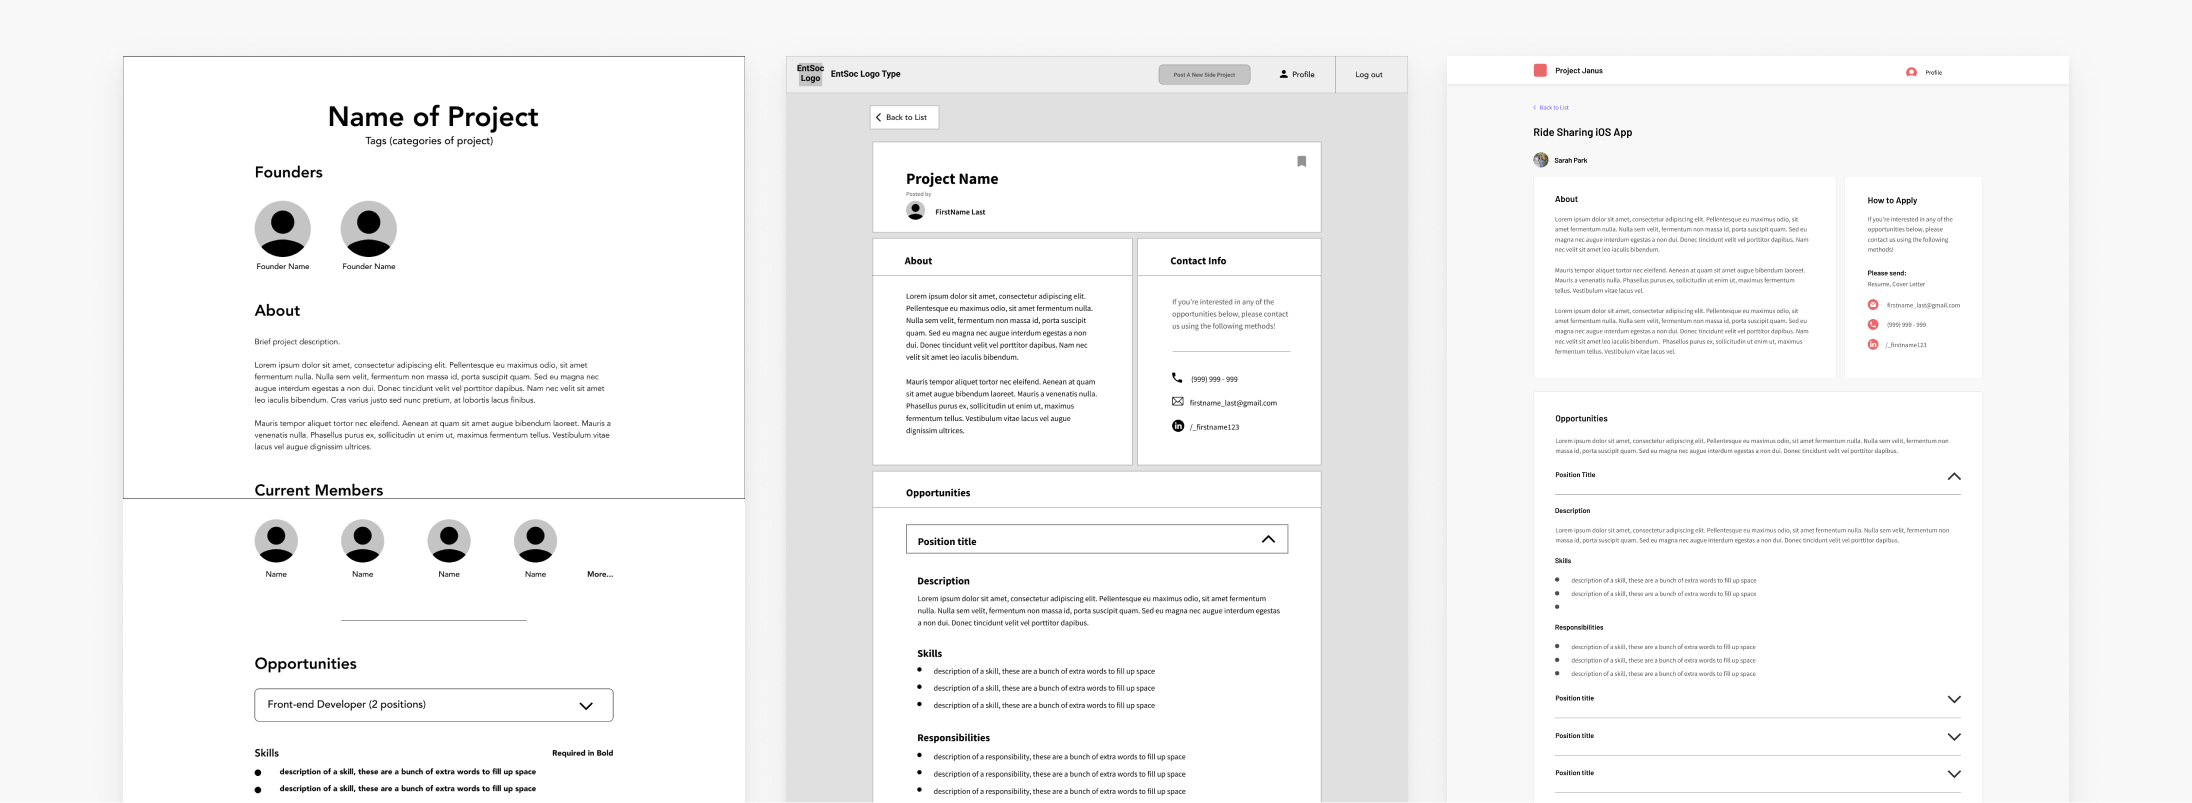 Name of Project
Tags (categories of project)
Founders
Founder Name
Founder Name
About
Brief project description.
Lorem ipsum dolor sit amet, consectetur adipiscing elit. Pellentesque eu maximus odio, sit amet
fermentum nulla. Nulla sem velit, fermentum non massa id, porta suscipit quam. Sed eu magna nec
augue interdum egestas a non dui. Donec tincidunt velit vel porttitor dapibus. Nam nec velit sit amet
leo iaculis bibendum. Cras varius justo sed nunc pretium, at lobortis lacus finibus.
Mauris tempor aliquet tortor nec eleifend. Aenean at quam sit amet augue bibendum laoreet. Mauris a
venenatis nulla. Phasellus purus ex, sollicitudin ut enim ut, maximus fermentum tellus. Vestibulum vitae
lacus vel augue dignissim ultrices.
Current Members
Name
Name
Name
Name
More...
Opportunities
Front-end Developer (2 positions)
Skills
Required in Bold
description of a skill, these are a bunch of extra words to fill up space
description of a skill, these are a bunch of extra words to fill up space
EntSoc
Logo
EntSoc Logo Type
Post A New Side Project
Profile
Log out
Back to List
Project Name
Posted by
FirstName Last
About
Lorem ipsum dolor sit amet, consectetur adipiscing elit.
Pellentesque eu maximus odio, sit amet fermentum nulla.
Nulla sem velit, fermentum non massa id, porta suscipit
quam. Sed eu magna nec augue interdum egestas a non
dui. Donec tincidunt velit vel porttitor dapibus. Nam nec
velit sit amet leo iaculis bibendum.
Mauris tempor aliquet tortor nec eleifend. Aenean at quam
sit amet augue bibendum laoreet. Mauris a venenatis nulla.
Phasellus purus ex, sollicitudin ut enim ut, maximus
fermentum tellus. Vestibulum vitae lacus vel augue
dignissim ultrices.
Contact Info
If you're interested in any of the
opportunities below, please contact
us using the following methods!
(999) 999 - 999
firstname_last@gmail.com
/_firstname123
Opportunities
Position title
Description
Lorem ipsum dolor sit amet, consectetur adipiscing elit. Pellentesque eu maximus odio, sit amet fermentum
nulla. Nulla sem velit, fermentum non massa id, porta suscipit quam. Sed eu magna nec augue interdum egestas
a non dui. Donec tincidunt velit vel porttitor dapibus.
Skills
description of a skill, these are a bunch of extra words to fill up space
description of a skill, these are a bunch of extra words to fill up space
description of a skill, these are a bunch of extra words to fill up space
Responsibilities
description of a responsibility, these are a bunch of extra words to fill up space
description of a responsibility, these are a bunch of extra words to fill up space
description of a responsibility, these are a bunch of extra words to fill up space
Project Janus
Profile
Back to List
Ride Sharing iOS App
Sarah Park
About
Lorem ipsum dolor sit amet, consectetur adipiscing elit. Pellentesque eu maximus odio, sit
amet fermentum nulla. Nulla sem velit, fermentum non massa id, porta suscipit quam. Sed eu
magna nec augue interdum egestas a non dui. Donec tincidunt velit vel porttitor dapibus. Nam
nec velit sit amet leo iaculis bibendum.
Mauris tempor aliquet tortor nec eleifend. Aenean at quam sit amet augue bibendum laoreet.
Mauris a venenatis nulla. Phasellus purus ex, sollicitudin ut enim ut, maximus fermentum
tellus. Vestibulum vitae lacus vel.
Lorem ipsum dolor sit amet, consectetur adipiscing elit. Pellentesque eu maximus odio, sit
amet fermentum nulla. Nulla sem velit, fermentum non massa id, porta suscipit quam. Sed eu
magna nec augue interdum egestas a non dui. Donec tincidunt velit vel porttitor dapibus. Nam
nec velit sit amet leo iaculis bibendum.  Phasellus purus ex, sollicitudin ut enim ut, maximus
fermentum tellus. Vestibulum vitae lacus vel.
How to Apply
If you're interested in any of the
opportunities below, please
contact us using the following
methods!
Please send:
Resume, Cover Letter
firstname_last@gmail.com
(999) 999 - 999
/_firstname123
Opportunities
Lorem ipsum dolor sit amet, consectetur adipiscing elit. Pellentesque eu maximus odio, sit amet fermentum nulla. Nulla sem velit, fermentum non
massa id, porta suscipit quam. Sed eu magna nec augue interdum egestas a non dui. Donec tincidunt velit vel porttitor dapibus.
Position Title
Description
Lorem ipsum dolor sit amet, consectetur adipiscing elit. Pellentesque eu maximus odio, sit amet fermentum nulla. Nulla sem velit, fermentum non
massa id, porta suscipit quam. Sed eu magna nec augue interdum egestas a non dui. Donec tincidunt velit vel porttitor dapibus.
Skills
description of a skill, these are a bunch of extra words to fill up space
description of a skill, these are a bunch of extra words to fill up space
Responsibilities
description of a skill, these are a bunch of extra words to fill up space
description of a skill, these are a bunch of extra words to fill up space
description of a skill, these are a bunch of extra words to fill up space
Position title
Position title
Position title